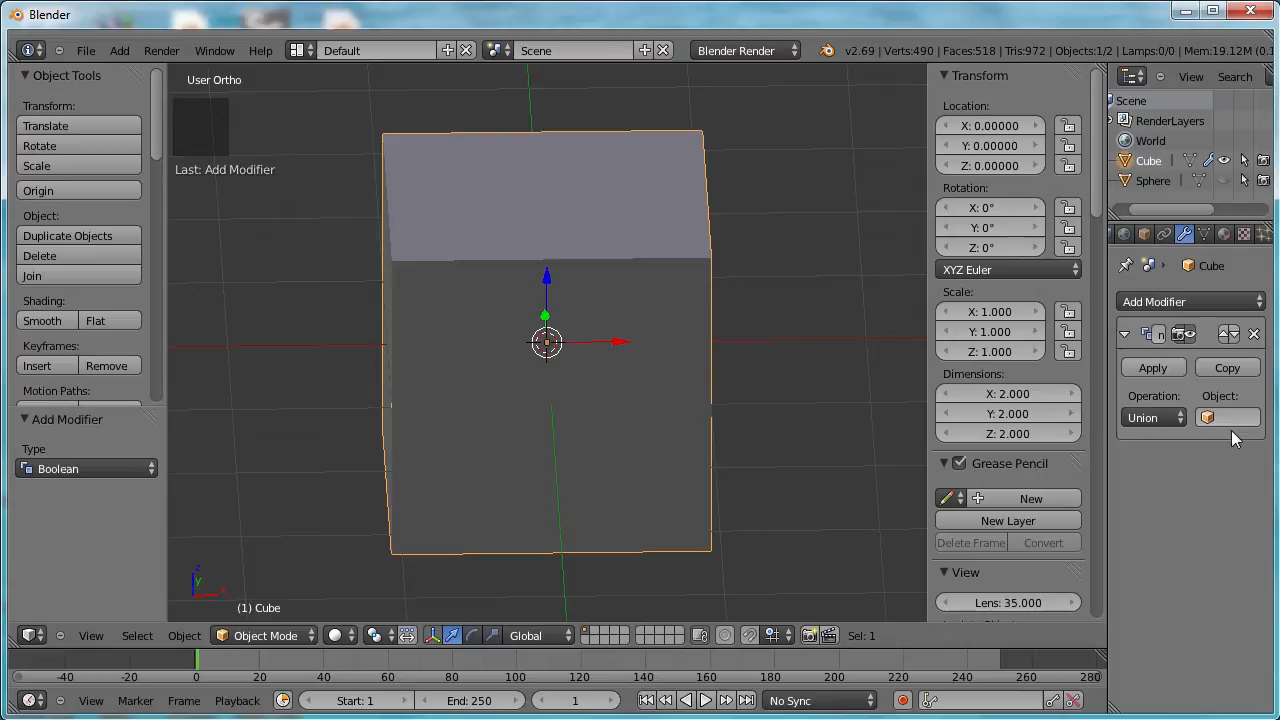 Blender
File Add Render Window Help Default Scene Blender Render v2.69 | Verts:490 | Faces:518 | Tris:972 | Objects:1/2 | Lamps:0/0 | Mem:19.12M (0.1
Object Tools
Transform:
Translate
Rotate
Scale
Origin
Object:
Duplicate Objects
Delete
Join
Shading:
Smooth Flat
Keyframes:
Insert Remove
Motion Paths:
Add Modifier
Type
Boolean
User Ortho
Last: Add Modifier
z
y
x
(1) Cube
Transform
Location:
X: 0.00000
Y: 0.00000
Z: 0.00000
Rotation:
X: 0°
Y: 0°
Z: 0°
XYZ Euler
Scale:
X: 1.000
Y: 1.000
Z: 1.000
Dimensions:
X: 2.000
Y: 2.000
Z: 2.000
Grease Pencil
New
New Layer
Delete Frame Convert
View
Lens: 35.000
View Search
Scene
RenderLayers
World
Cube
Sphere
Cube
Add Modifier
Apply Copy
Operation: Object:
Union
View Select Object Object Mode Global Sel: 1
-40 -20 0 20 40 60 80 100 120 140 160 180 200 220 240 260 280
View Marker Frame Playback Start: 1 End: 250 1 No Sync